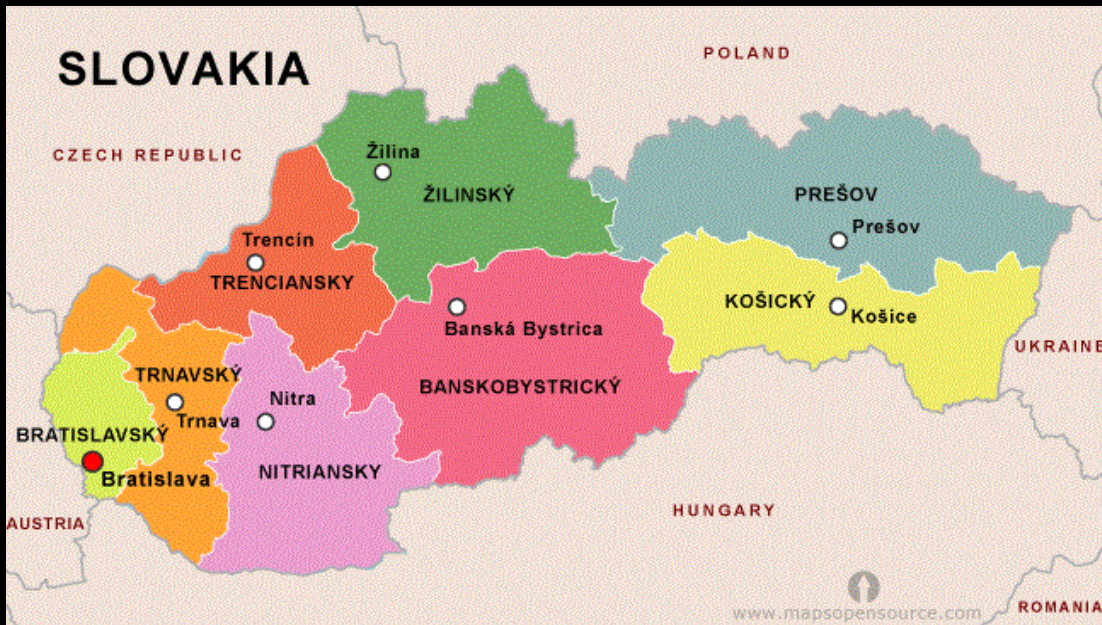 SLOVAKIA
POLAND
CZECH REPUBLIC
Žilina
ŽILINSKÝ
PREŠOV
Prešov
Trencín
TRENCIANSKY
KOŠICKÝ
Košice
Banská Bystrica
UKRAINE
TRNAVSKÝ
BANSKOBYSTRICKÝ
Nitra
Trnava
BRATISLAVSKÝ
NITRIANSKY
Bratislava
HUNGARY
AUSTRIA
ROMANIA
www.mapsopensource.com